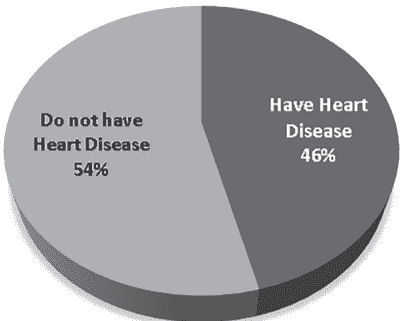 Do not have
Heart Disease
54%
Have Heart
Disease
46%